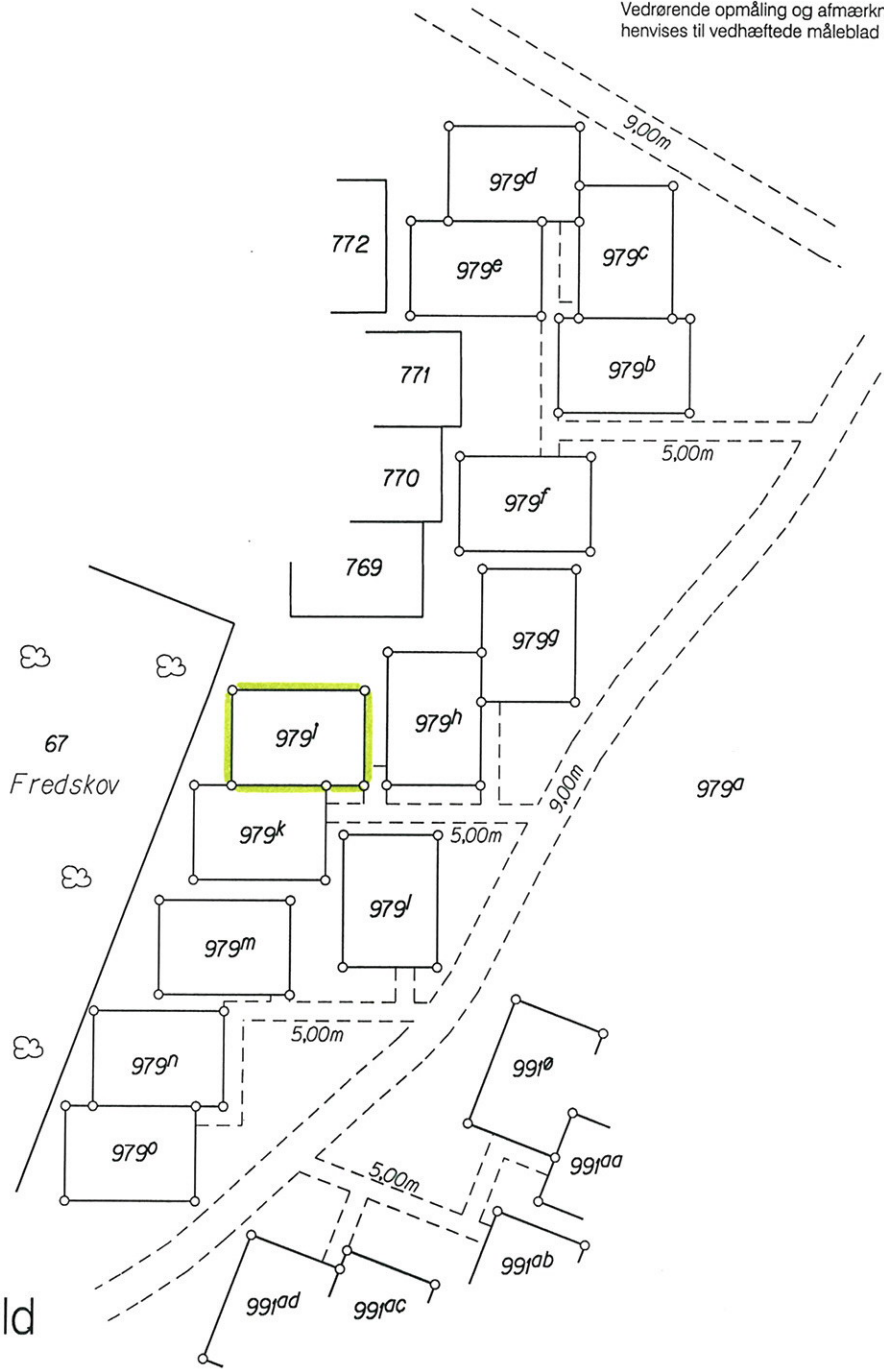 Vedrørende opmåling og afmærkn
henvises til vedhæftede måleblad
9,00m
979d
772
979c
979e
771
979b
5,00m
770
979f
769
979g
979h
979i
67
Fredskov
979a
9,00m
979k
5,00m
979l
979m
5,00m
979n
991ø
979o
991aa
5,00m
991ab
991ad
991ac
ld